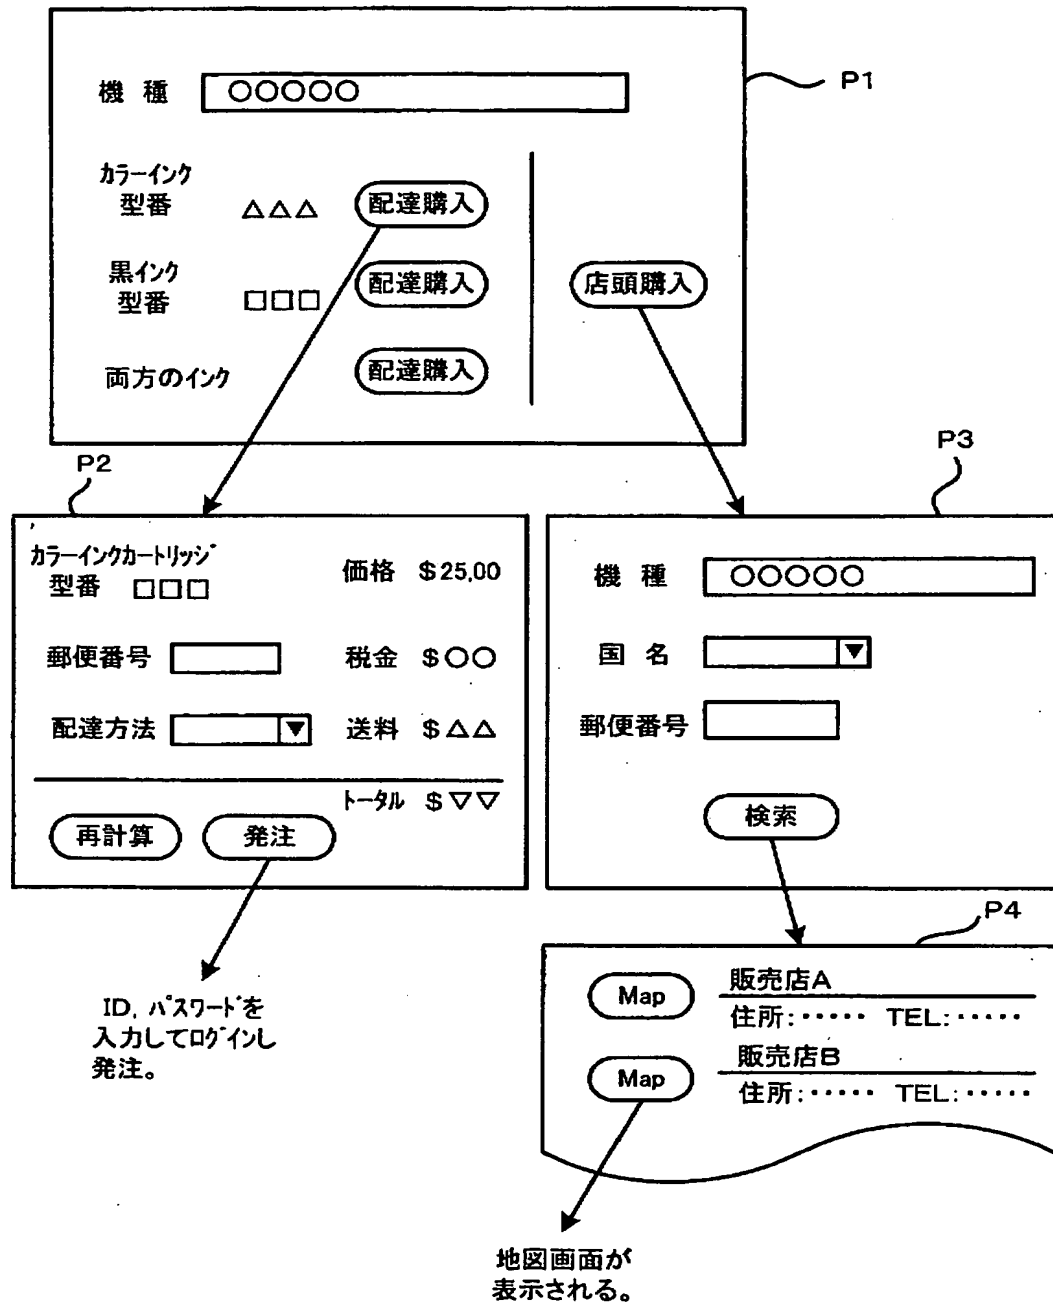 P1
機種 ○○○○○
カラーインク
型番 △△△ 配達購入
黒インク
型番 □□□ 配達購入
店頭購入
両方のインク 配達購入
P2
カラーインクカートリッジ
型番 □□□
価格 $25,00
郵便番号
税金 $○○
配達方法 ▼
送料 $△△
トータル $▽▽
再計算 発注
ID, パスワードを
入力してログインし
発注。
P3
機種 ○○○○○
国名 ▼
郵便番号
検索
P4
Map 販売店A
住所:····· TEL:·····
Map 販売店B
住所:····· TEL:·····
地図画面が
表示される。